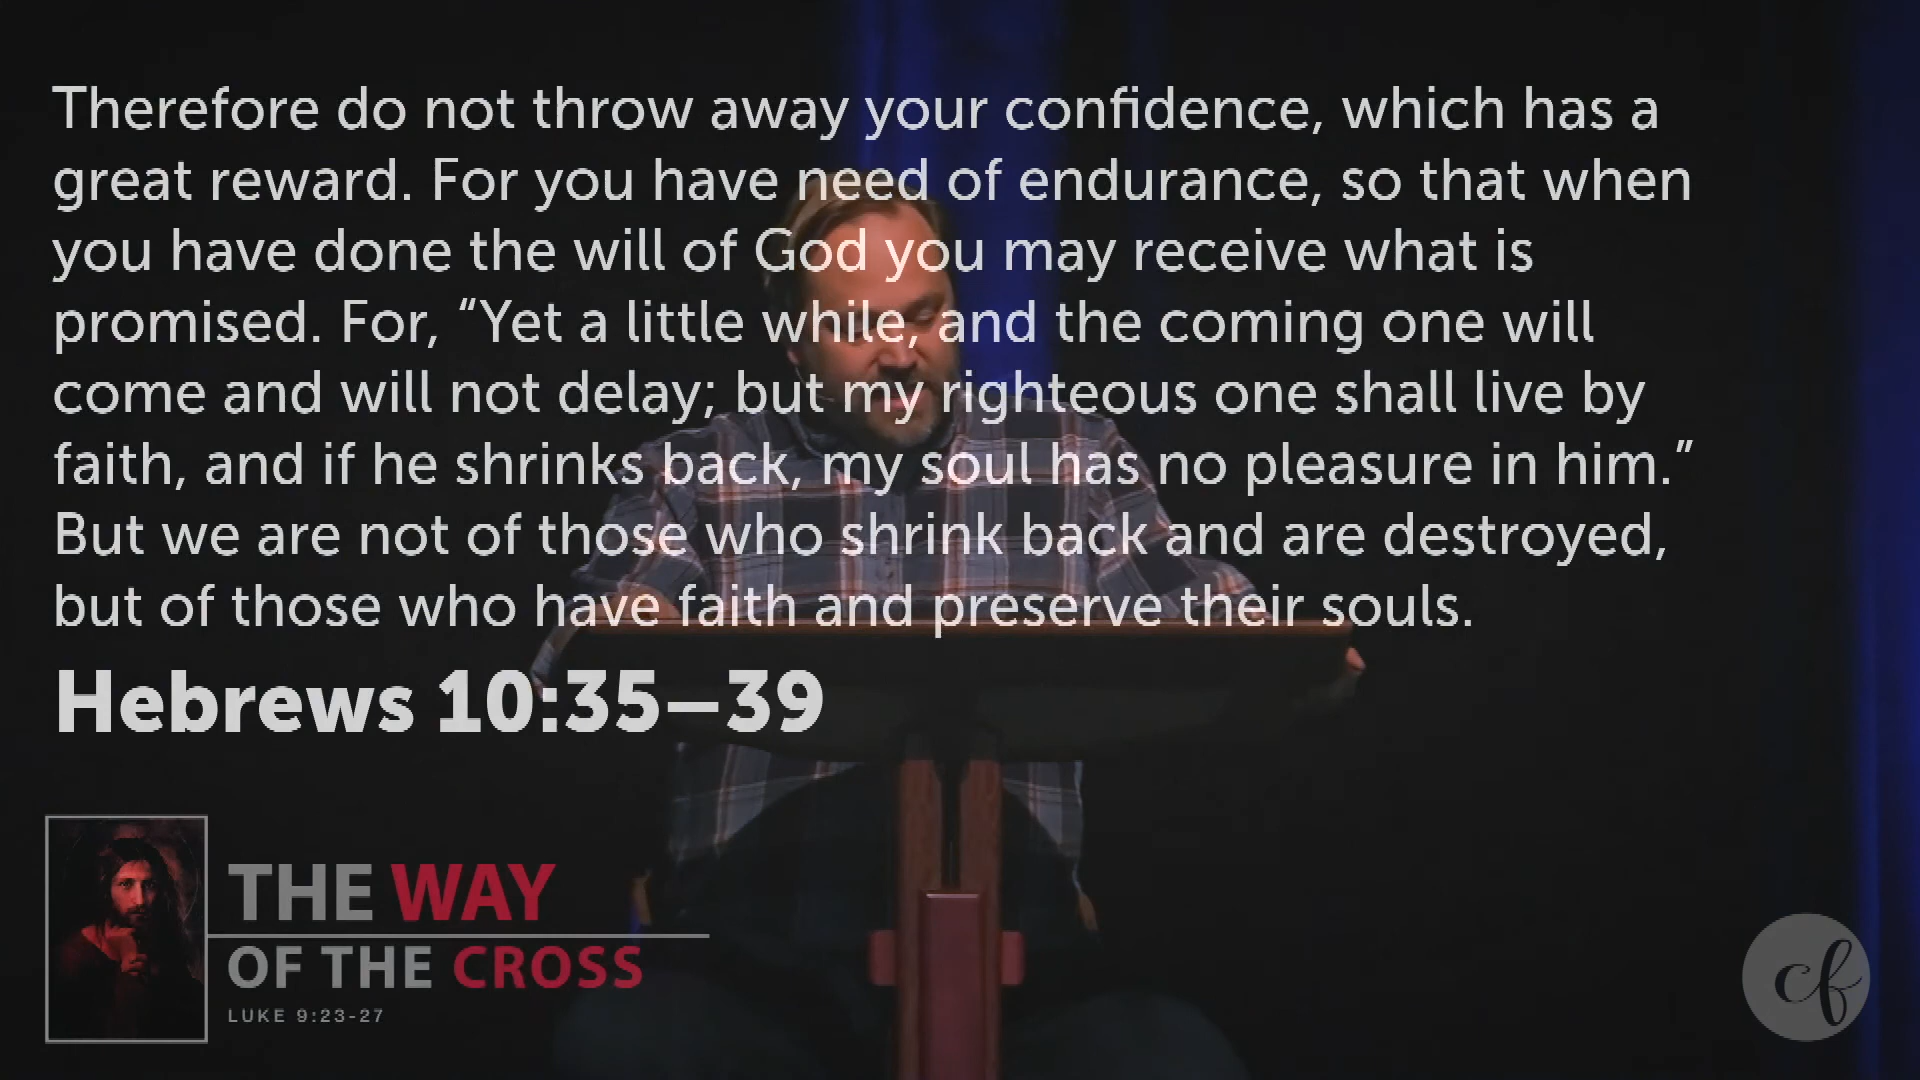 Therefore do not throw away your confidence, which has a
great reward. For you have need of endurance, so that when
you have done the will of God you may receive what is
promised. For, “Yet a little while, and the coming one will
come and will not delay; but my righteous one shall live by
faith, and if he shrinks back, my soul has no pleasure in him.”
But we are not of those who shrink back and are destroyed,
but of those who have faith and preserve their souls.
Hebrews 10:35–39
THE WAY
OF THE CROSS
LUKE 9:23-27
cf